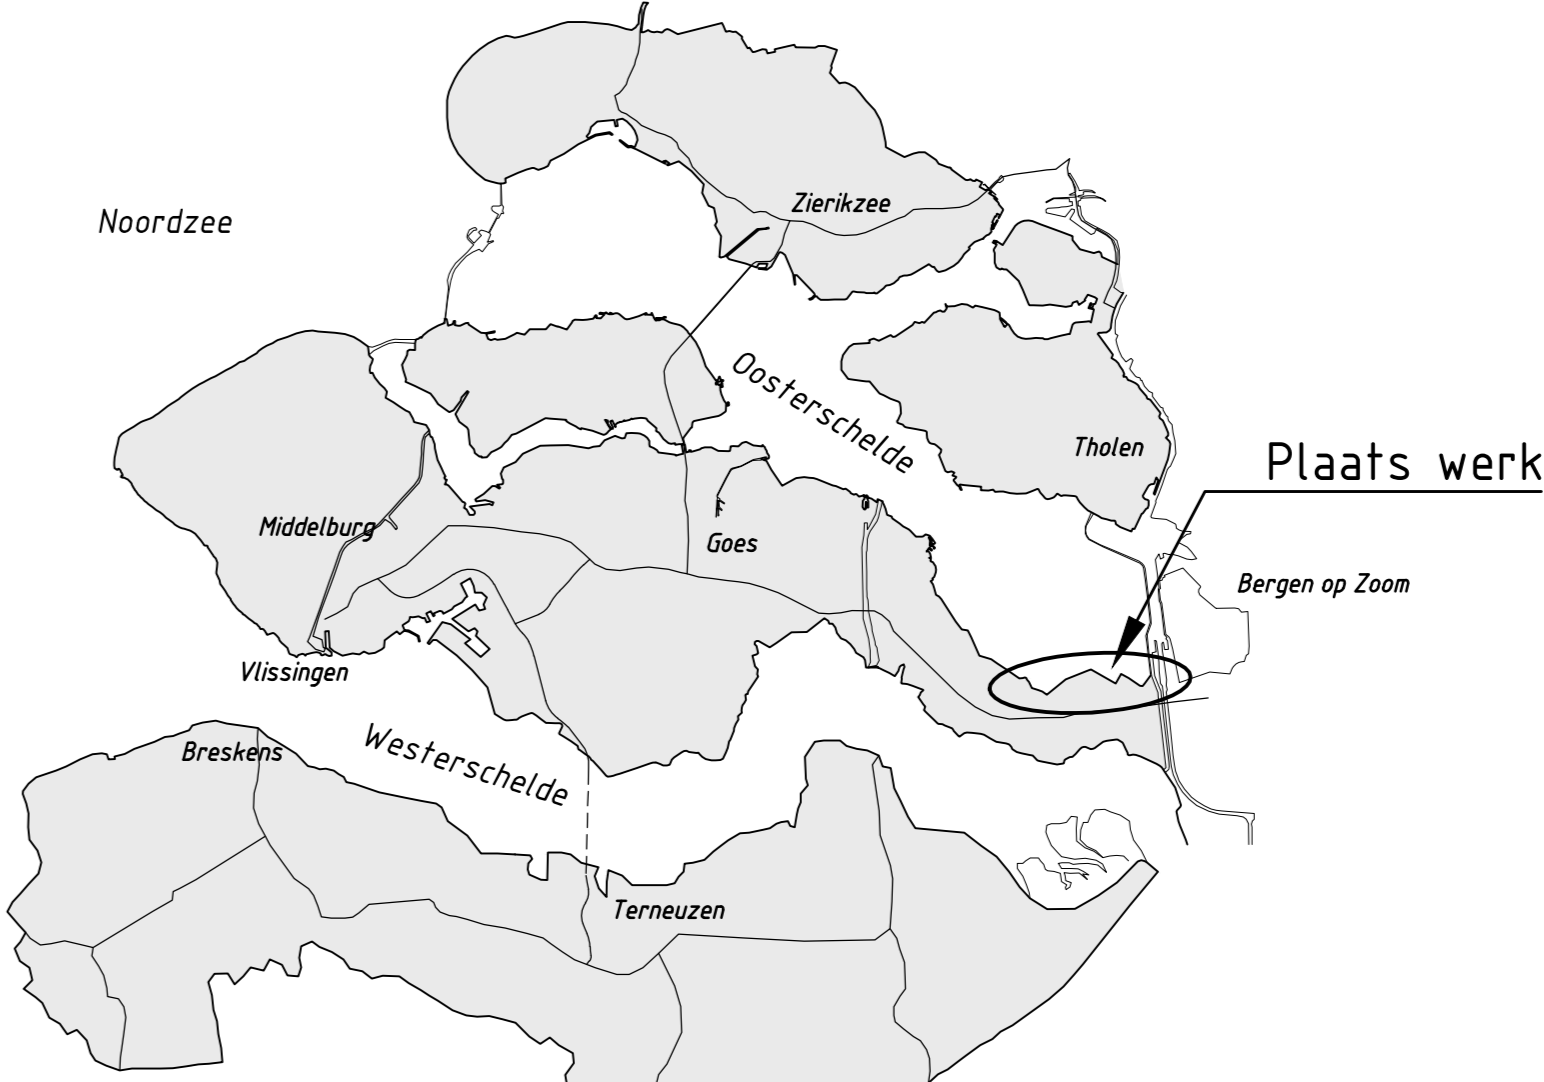 Zierikzee
Noordzee
Oosterschelde
Tholen
Plaats werk
Middelburg
Goes
Bergen op Zoom
Vlissingen
Westerschelde
Breskens
Terneuzen